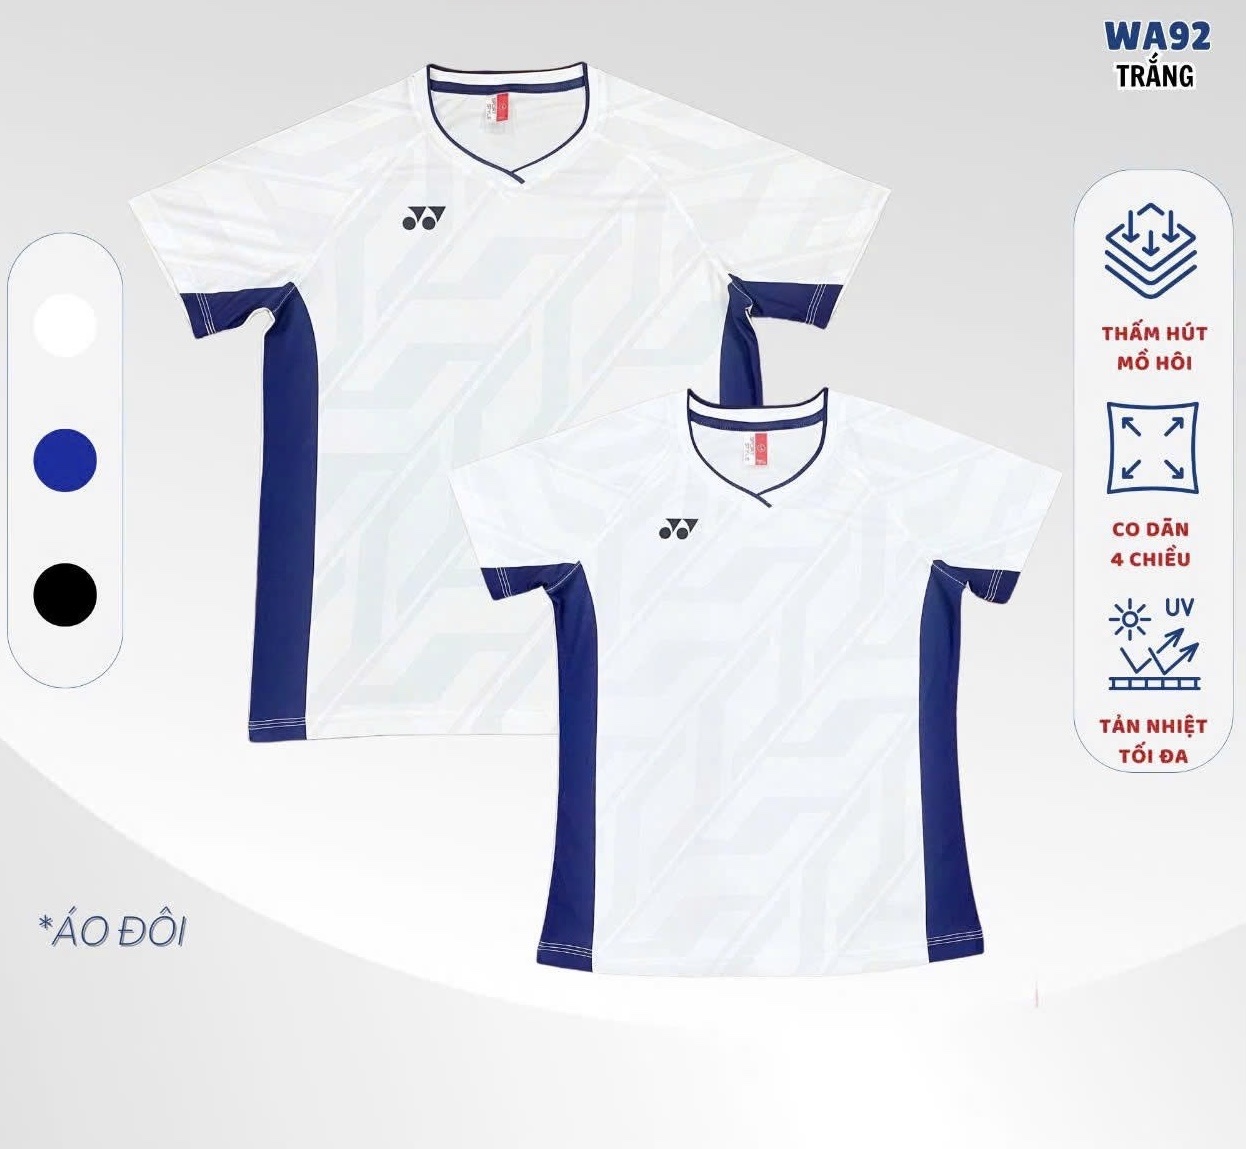 WA92
TRẮNG
THẤM HÚT
MỒ HÔI
CO DÃN
4 CHIỀU
UV
TẢN NHIỆT
TỐI ĐA
*ÁO ĐÔI